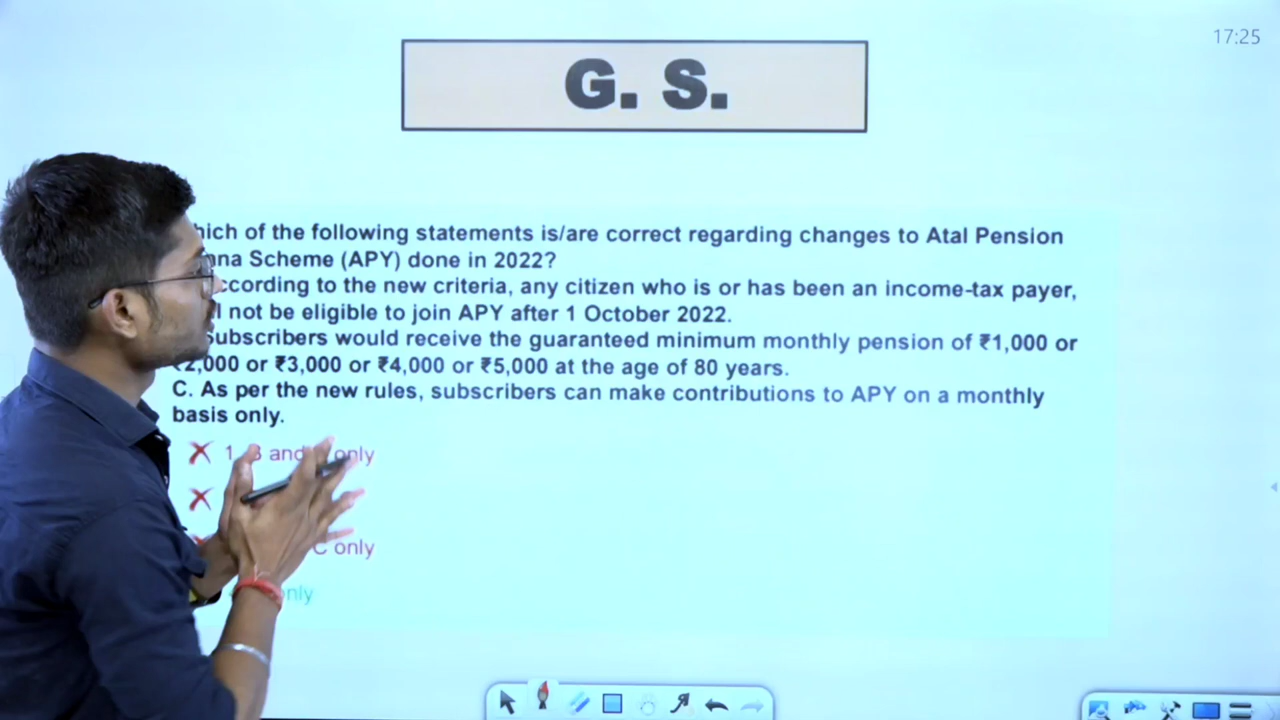 17:25
G. S.
hich of the following statements is/are correct regarding changes to Atal Pension
na Scheme (APY) done in 2022?
ccording to the new criteria, any citizen who is or has been an income-tax payer,
l not be eligible to join APY after 1 October 2022.
Subscribers would receive the guaranteed minimum monthly pension of ₹1,000 or
₹2,000 or ₹3,000 or ₹4,000 or ₹5,000 at the age of 80 years.
C. As per the new rules, subscribers can make contributions to APY on a monthly
basis only.
1. B and only
C only
only